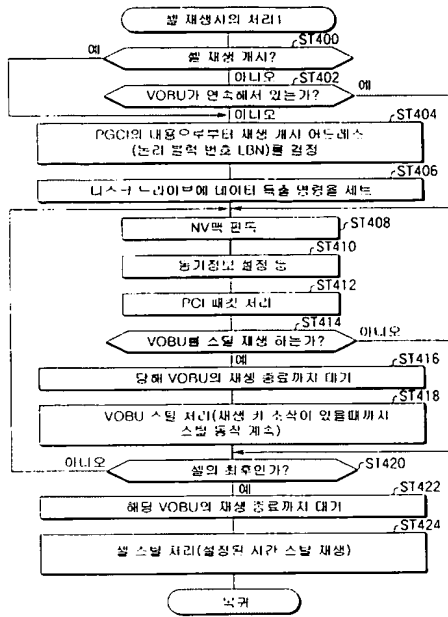 셀 재생시의 처리1
ST400
예
셀 재생 개시?
아니오
ST402
예
VOBU가 연속해서 있는가?
아니오
ST404
PGCI의 내용으로부터 재생 개시 어드레스
(논리 블럭 번호 LBN)를 결정
ST406
디스크 드라이브에 데이터 독출 명령을 세트
ST408
NV팩 판독
ST410
동기정보 설정 등
ST412
PCI 패킷 처리
ST414
아니오
VOBU를 스틸 재생 하는가?
예
ST416
당해 VOBU의 재생 종료까지 대기
ST418
VOBU 스틸 처리(재생 키 조작이 있을때까지
스틸 동작 계속)
아니오
ST420
셀의 최후인가?
예
ST422
해당 VOBU의 재생 종료까지 대기
ST424
셀 스틸 처리(설정된 시간 스틸 재생)
복귀